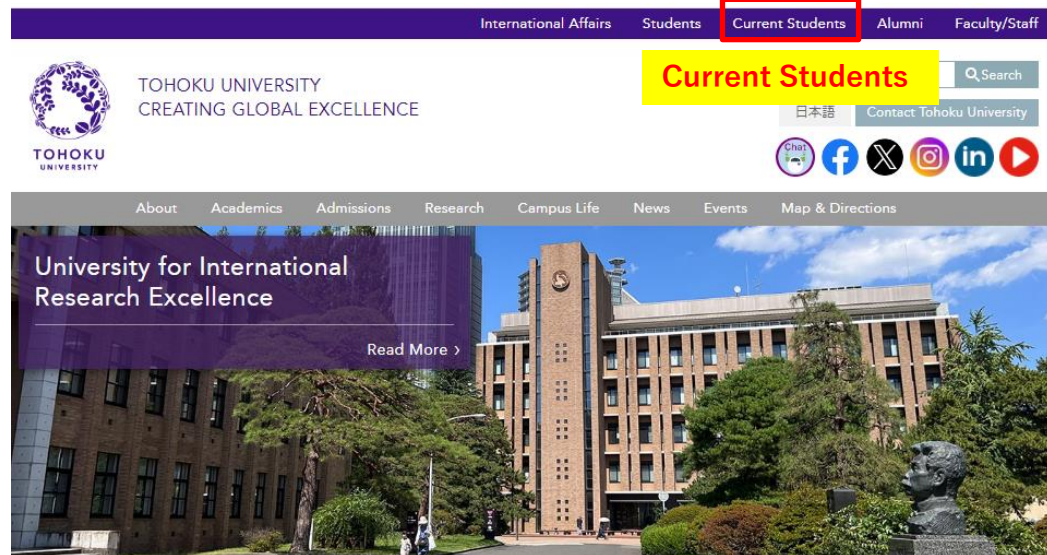 International Affairs Students Current Students Alumni Faculty/Staff
Current Students
Search
TOHOKU UNIVERSITY
CREATING GLOBAL EXCELLENCE
日本語 Contact Tohoku University
TOHOKU
UNIVERSITY
Chat
About Academics Admissions Research Campus Life News Events Map & Directions
University for International
Research Excellence
Read More >